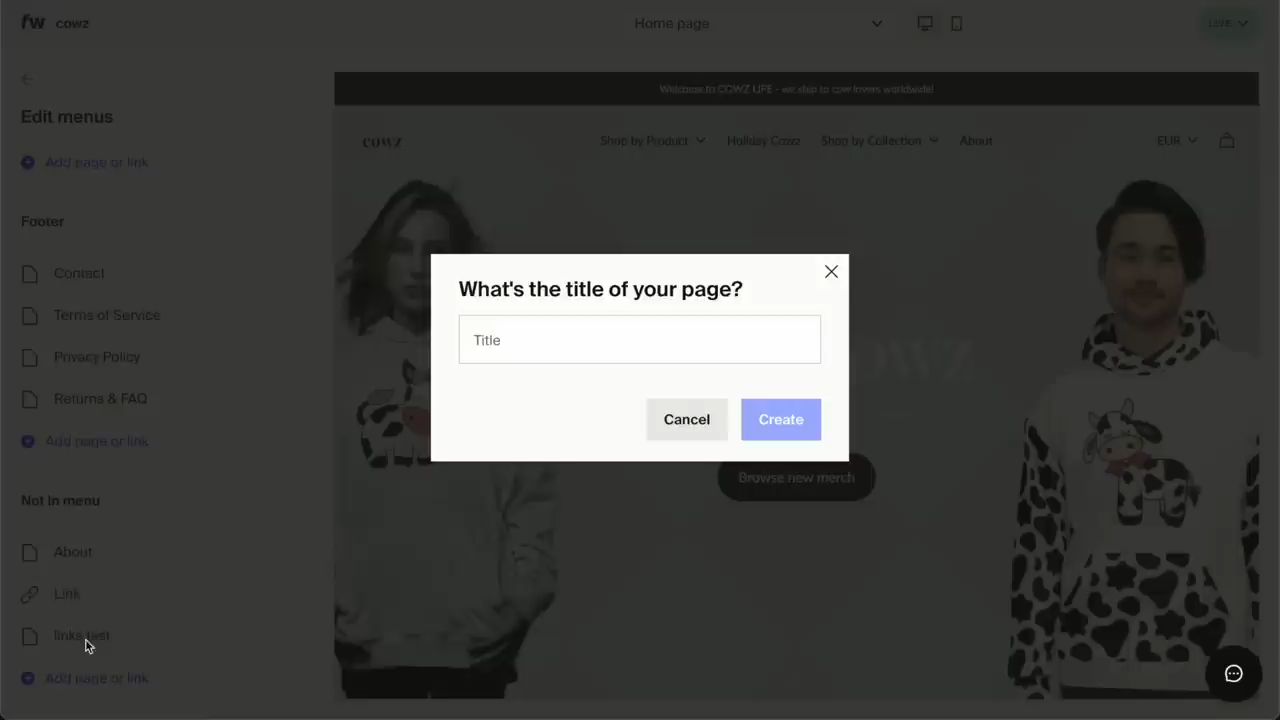 fw cowz
Home page
LIVE
Edit menus
Add page or link
Footer
Contact
Terms of Service
Privacy Policy
Returns & FAQ
Add page or link
Not in menu
About
Link
links test
Add page or link
Welcome to COWZ LIFE - we ship to cow lovers worldwide!
cowz
Shop by Product
Holiday Cowz
Shop by Collection
About
EUR
What's the title of your page?
Title
Cancel
Create
Browse new merch